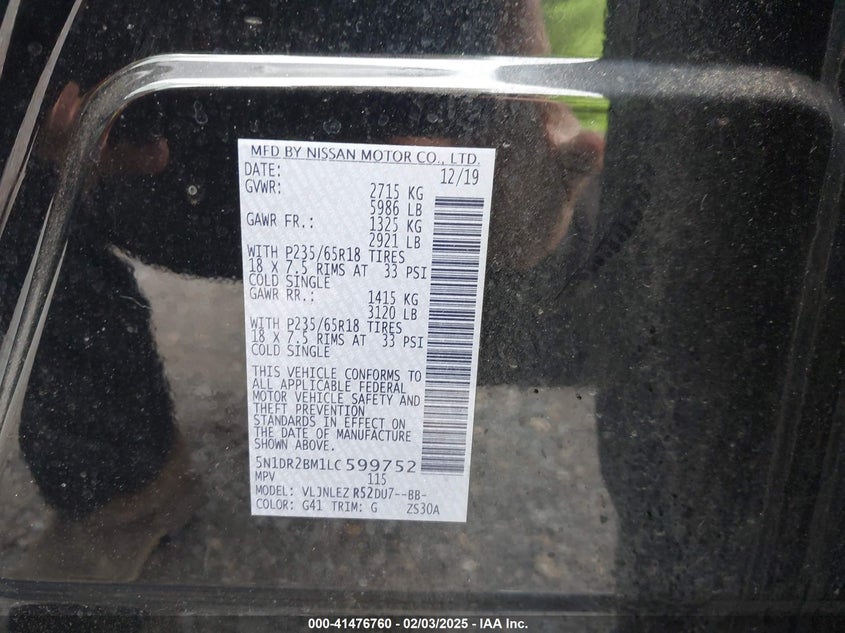 MFD BY NISSAN MOTOR CO., LTD.
DATE: 12/19
GVWR: 2715 KG
5986 LB
GAWR FR.: 1325 KG
2921 LB
WITH P235/65R18 TIRES
18 X 7.5 RIMS AT 33 PSI
COLD SINGLE
GAWR RR.: 1415 KG
3120 LB
WITH P235/65R18 TIRES
18 X 7.5 RIMS AT 33 PSI
COLD SINGLE
THIS VEHICLE CONFORMS TO
ALL APPLICABLE FEDERAL
MOTOR VEHICLE SAFETY AND
THEFT PREVENTION
STANDARDS IN EFFECT ON
THE DATE OF MANUFACTURE
SHOWN ABOVE.
5N1DR2BM1LC599752
MPV 115
MODEL: VLJNLEZ R52DU7--BB-
COLOR: G41 TRIM: G ZS30A
000-41476760 - 02/03/2025 - IAA Inc.